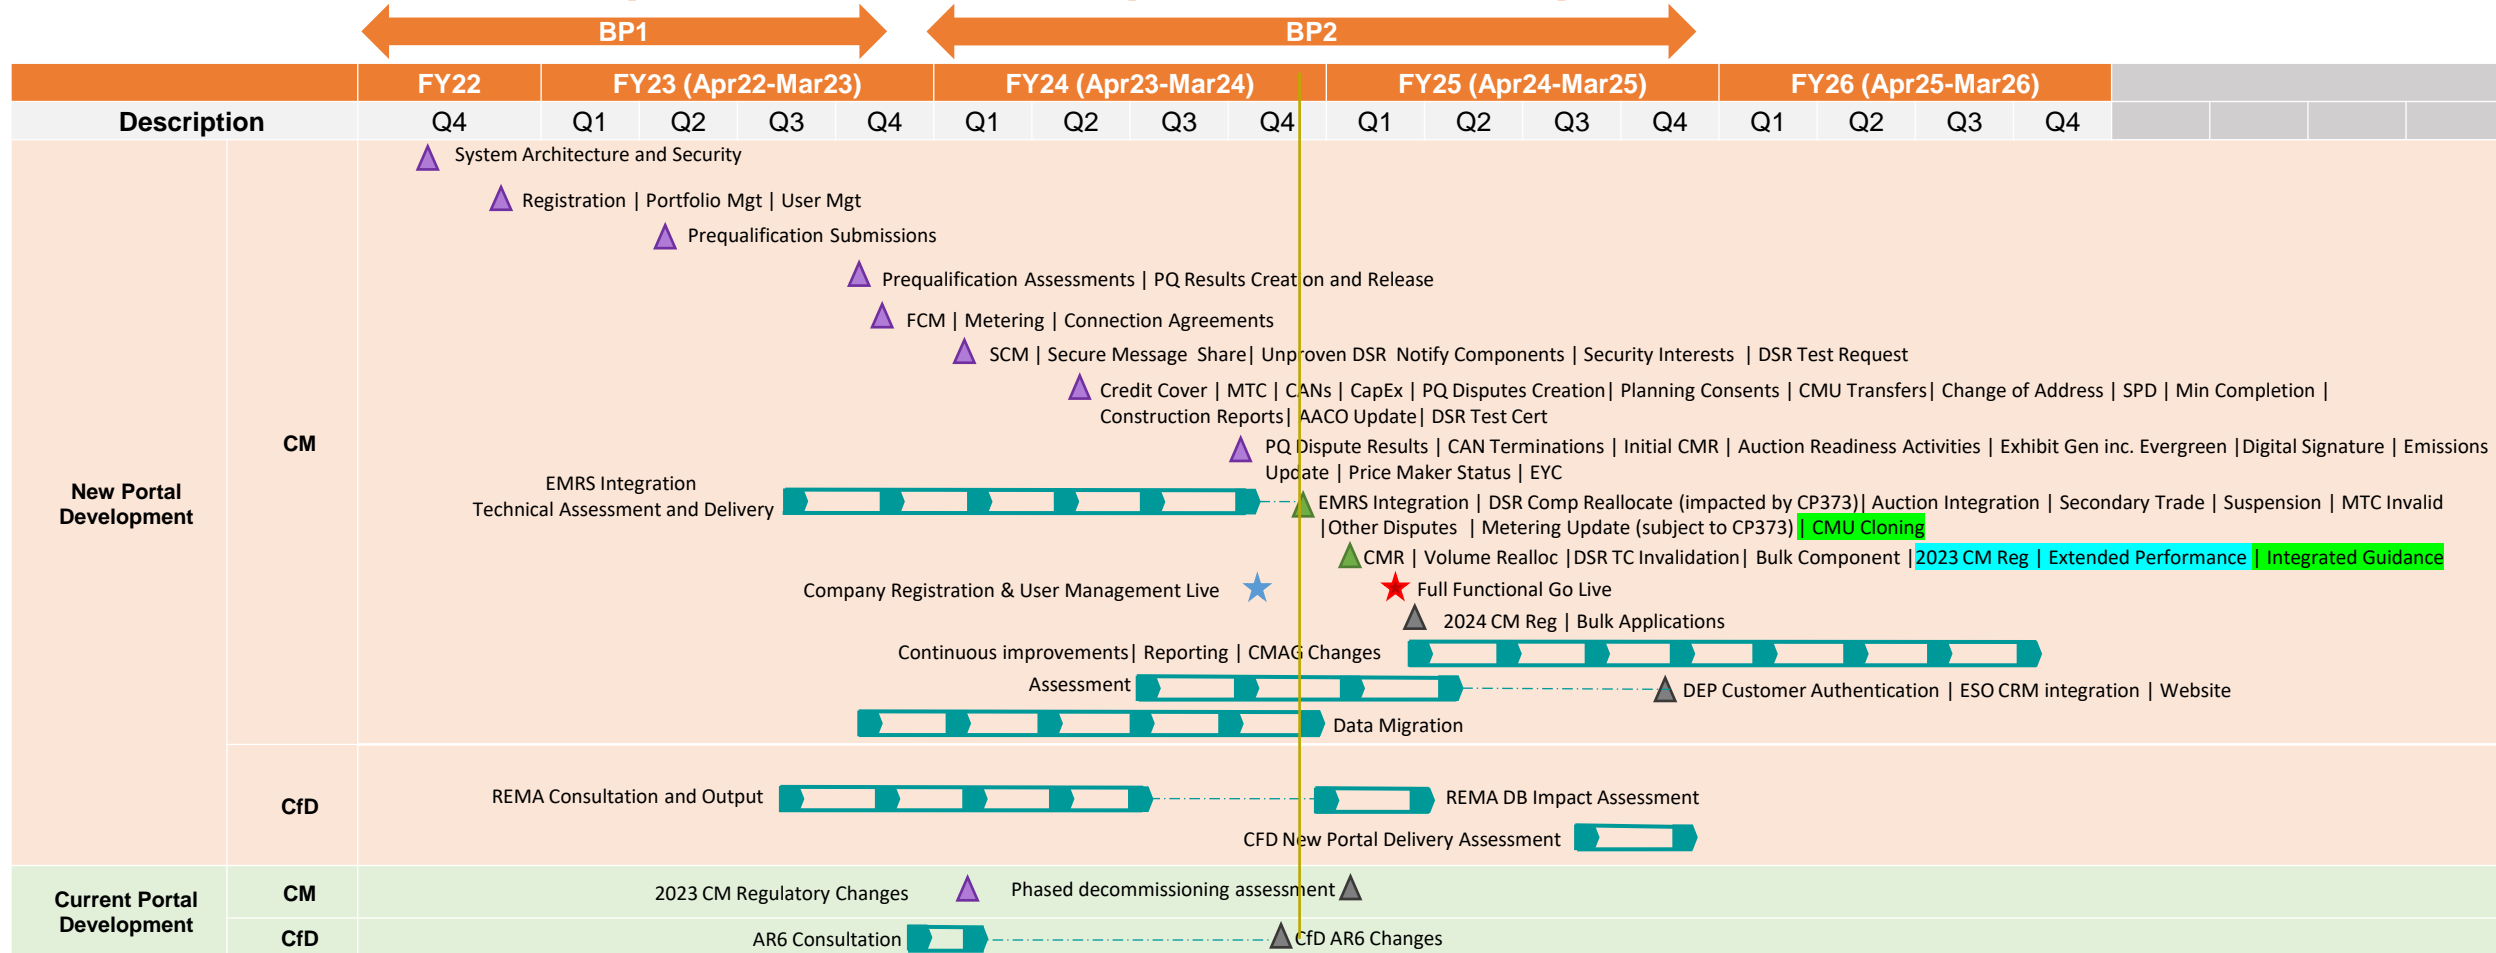 BP1
BP2
FY22
FY23 (Apr22-Mar23)
FY24 (Apr23-Mar24)
FY25 (Apr24-Mar25)
FY26 (Apr25-Mar26)
Description
Q4
Q1
Q2
Q3
Q4
Q1
Q2
Q3
Q4
Q1
Q2
Q3
Q4
Q1
Q2
Q3
Q4
New Portal
Development
CM
System Architecture and Security
Registration | Portfolio Mgt | User Mgt
Prequalification Submissions
Prequalification Assessments | PQ Results Creation and Release
FCM | Metering | Connection Agreements
SCM | Secure Message Share| Unproven DSR Notify Components | Security Interests | DSR Test Request
Credit Cover | MTC | CANs | CapEx | PQ Disputes Creation| Planning Consents | CMU Transfers| Change of Address | SPD | Min Completion |
Construction Reports| AACO Update| DSR Test Cert
PQ Dispute Results | CAN Terminations | Initial CMR | Auction Readiness Activities | Exhibit Gen inc. Evergreen |Digital Signature | Emissions
Update | Price Maker Status | EYC
EMRS Integration
Technical Assessment and Delivery
EMRS Integration | DSR Comp Reallocate (impacted by CP373)| Auction Integration | Secondary Trade | Suspension | MTC Invalid
|Other Disputes | Metering Update (subject to CP373) | CMU Cloning
CMR | Volume Realloc |DSR TC Invalidation| Bulk Component |2023 CM Reg | Extended Performance | Integrated Guidance
Company Registration & User Management Live
Full Functional Go Live
2024 CM Reg | Bulk Applications
Continuous improvements| Reporting | CMAG Changes
Assessment
DEP Customer Authentication | ESO CRM integration | Website
Data Migration
CfD
REMA Consultation and Output
REMA DB Impact Assessment
CFD New Portal Delivery Assessment
Current Portal
Development
CM
2023 CM Regulatory Changes
Phased decommissioning assessment
CfD
AR6 Consultation
CfD AR6 Changes